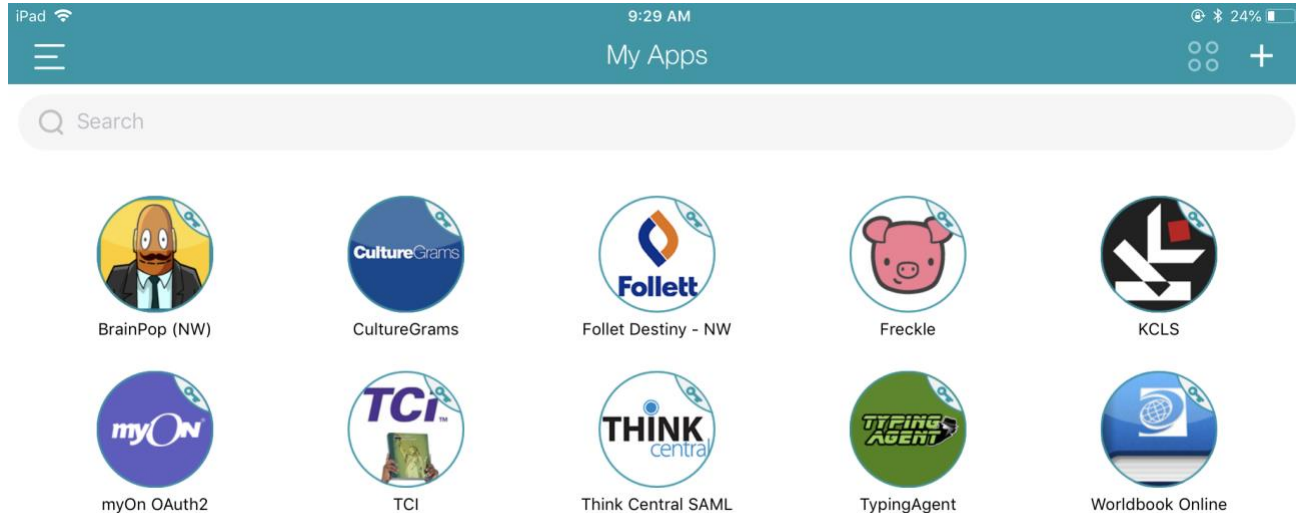 iPad 9:29 AM 24%
My Apps
Search
CultureGrams
Follett
BrainPop (NW) CultureGrams Follet Destiny - NW Freckle KCLS
myON
TCi™
THINK
central
TYPING
AGENT
myOn OAuth2 TCI Think Central SAML TypingAgent Worldbook Online